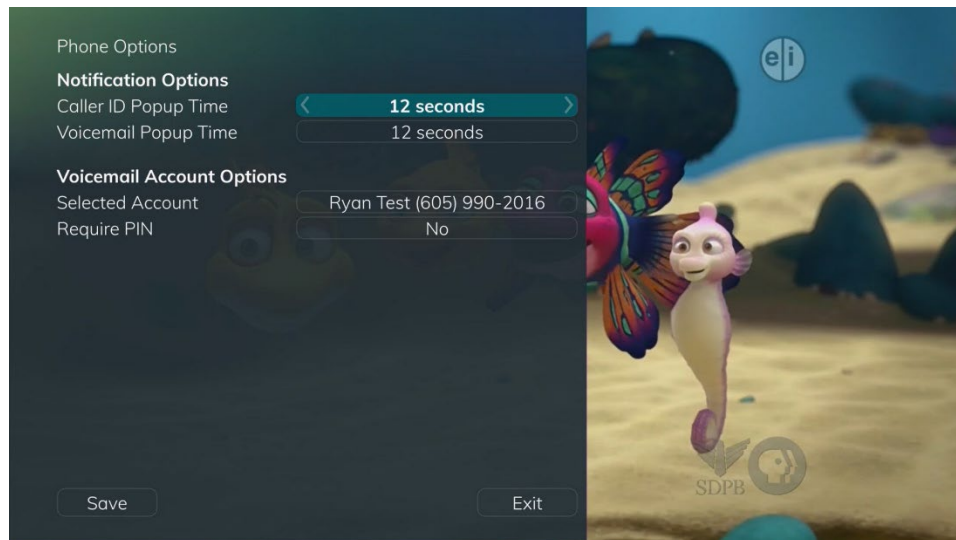 Phone Options
Notification Options
Caller ID Popup Time 12 seconds
Voicemail Popup Time 12 seconds
Voicemail Account Options
Selected Account Ryan Test (605) 990-2016
Require PIN No
Save Exit
e|i
SDPB